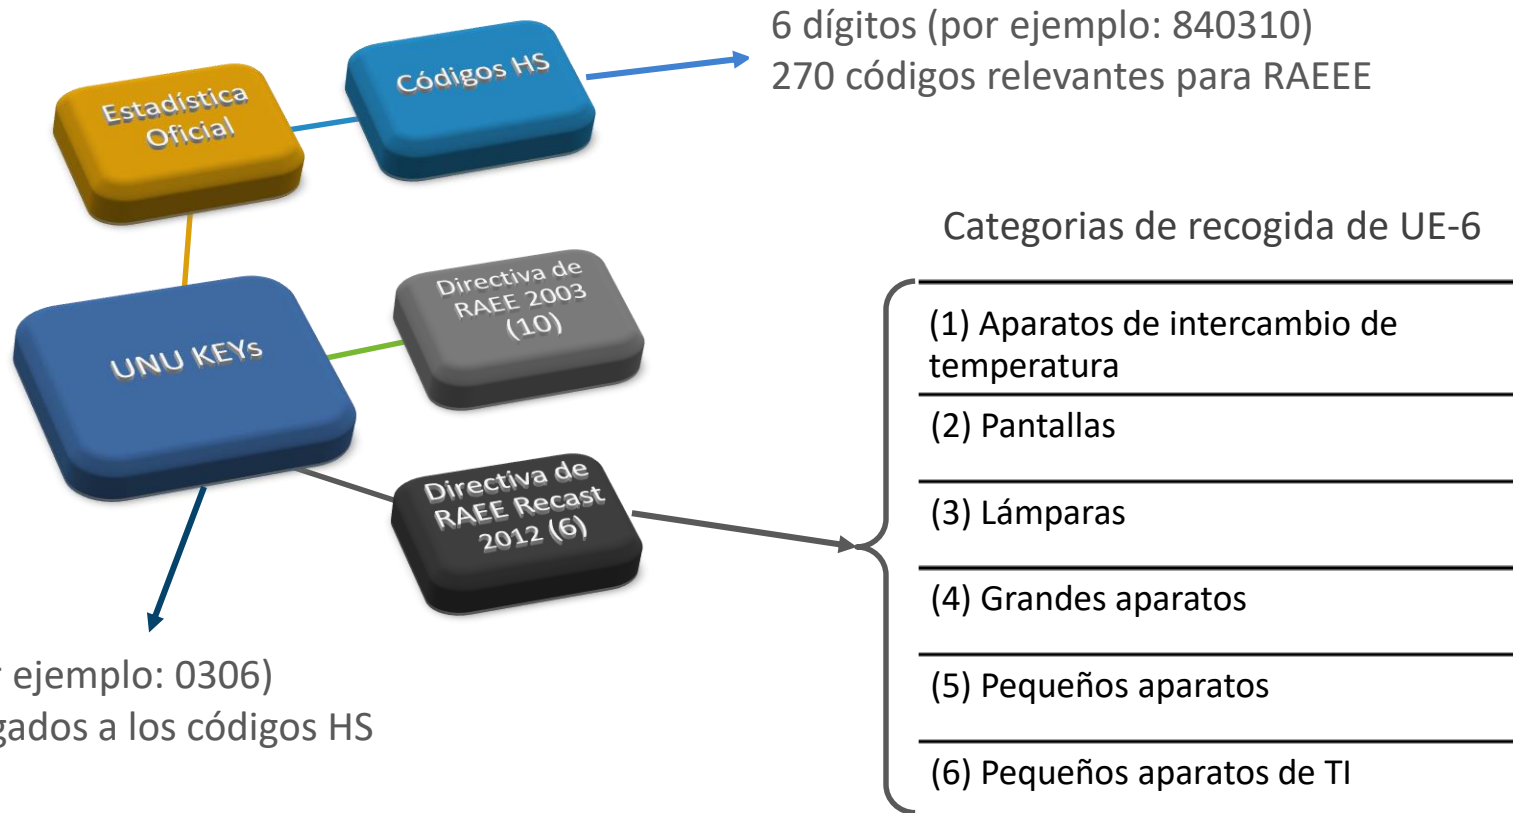 6 dígitos (por ejemplo: 840310)
270 códigos relevantes para RAEEE
Códigos HS
Estadística
Oficial
Categorias de recogida de UE-6
Directiva de
RAEE 2003
(10)
UNU KEYs
(1) Aparatos de intercambio de
temperatura
(2) Pantallas
Directiva de
RAEE Recast
2012 (6)
(3) Lámparas
(4) Grandes aparatos
(5) Pequeños aparatos
(6) Pequeños aparatos de TI
ejemplo: 0306)
a los códigos HS